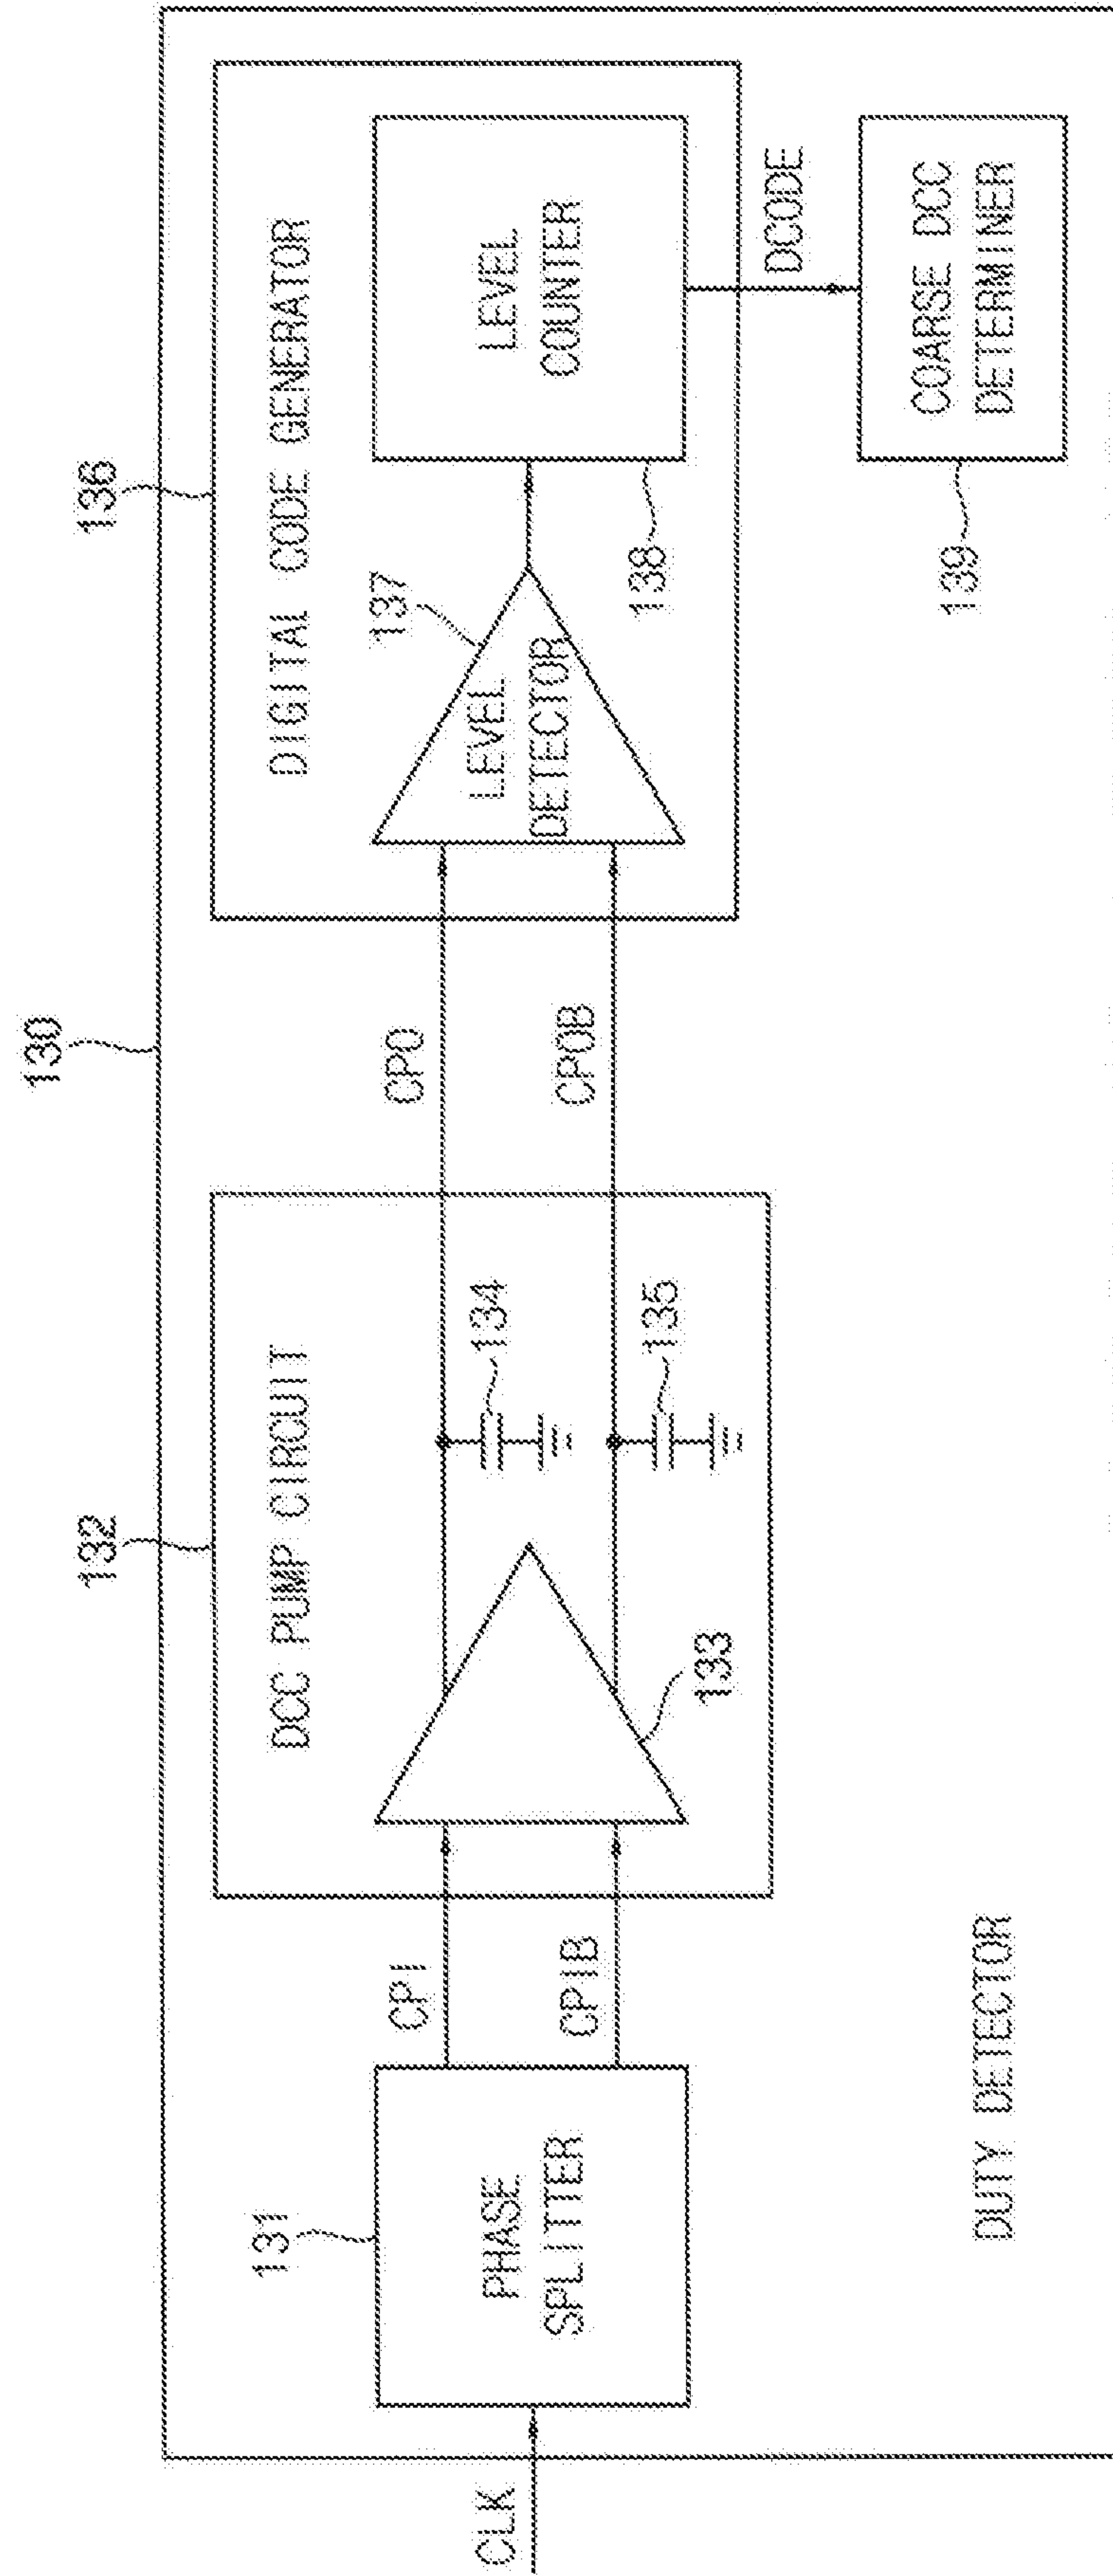 130
132
136
DCC PUMP CIRCUIT
DIGITAL CODE GENERATOR
131
137
CLK
PHASE
SPLITTER
CPI
CPIB
133
134
135
CPO
CPOB
LEVEL
DETECTOR
LEVEL
COUNTER
138
DCODE
139
COARSE DCC
DETERMINER
DUTY DETECTOR